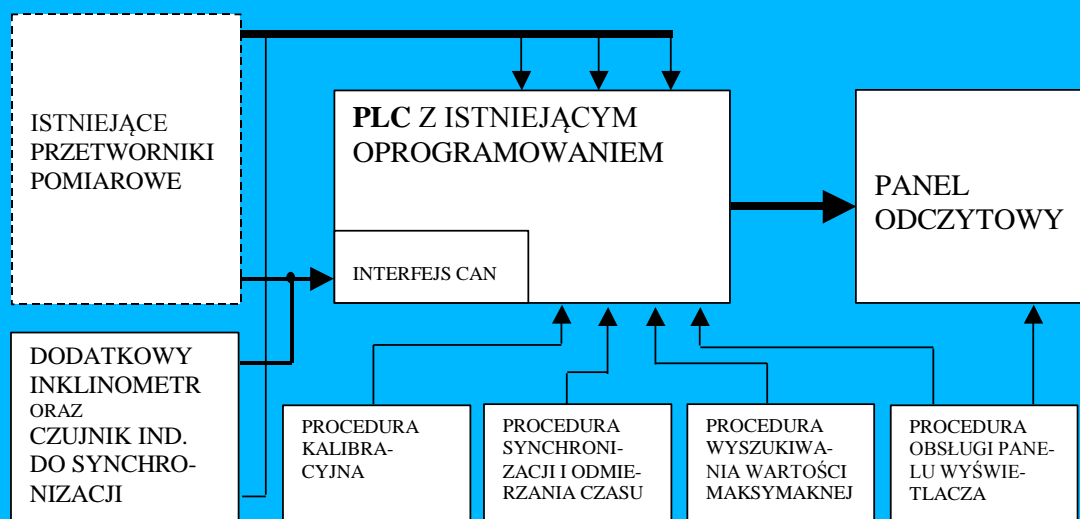 ISTNIEJĄCE
PRZETWORNIKI
POMIAROWE
PLC Z ISTNIEJĄCYM
OPROGRAMOWANIEM
INTERFEJS CAN
PANEL
ODCZYTOWY
DODATKOWY
INKLINOMETR
ORAZ
CZUJNIK IND.
DO SYNCHRO-
NIZACJI
PROCEDURA
KALIBRA-
CYJNA
PROCEDURA
SYNCHRONI-
ZACJI I ODMIE-
RZANIA CZASU
PROCEDURA
WYSZUKIWA-
NIA WARTOŚCI
MAKSYMAKNEJ
PROCEDURA
OBSŁUGI PANE-
LU WYŚWIE-
TLACZA